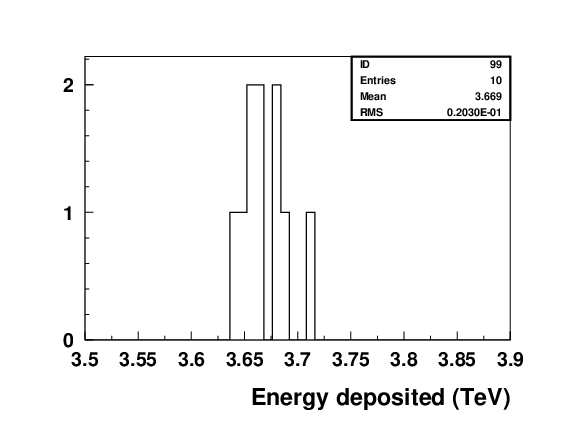 ID 99
Entries 10
Mean 3.669
RMS 0.2030E-01
2
1
0
3.5 3.55 3.6 3.65 3.7 3.75 3.8 3.85 3.9
Energy deposited (TeV)